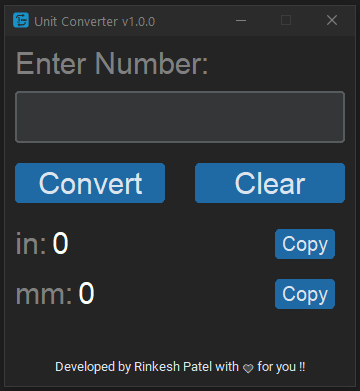 Unit Converter v1.0.0
Enter Number:
Convert Clear
in: 0 Copy
mm: 0 Copy
Developed by Rinkesh Patel with 🤍 for you !!